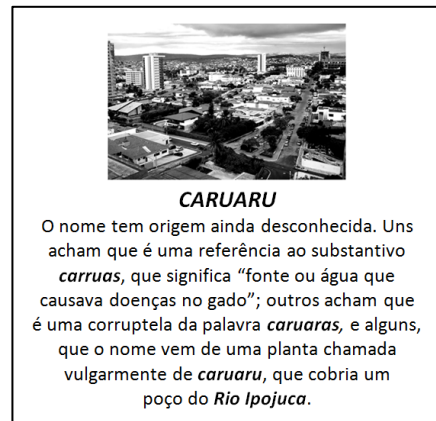 CARUARU
O nome tem origem ainda desconhecida. Uns
acham que é uma referência ao substantivo
carruas, que significa “fonte ou água que
causava doenças no gado”; outros acham que
é uma corruptela da palavra caruaras, e alguns,
que o nome vem de uma planta chamada
vulgarmente de caruaru, que cobria um
poço do Rio Ipojuca.